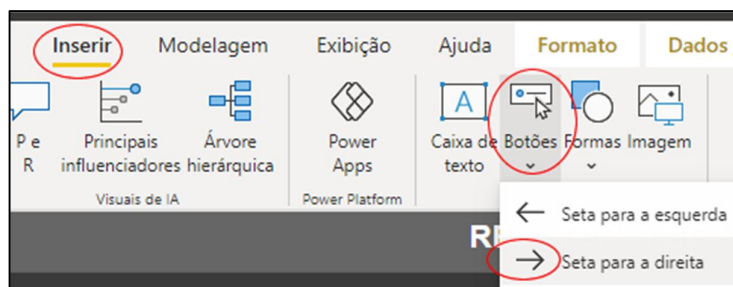 Inserir Modelagem Exibição Ajuda Formato Dados
P e Principais Árvore Power Caixa de Botões Formas Imagem
R influenciadores hierárquica Apps texto
Visuais de IA Power Platform
Seta para a esquerda
Seta para a direita